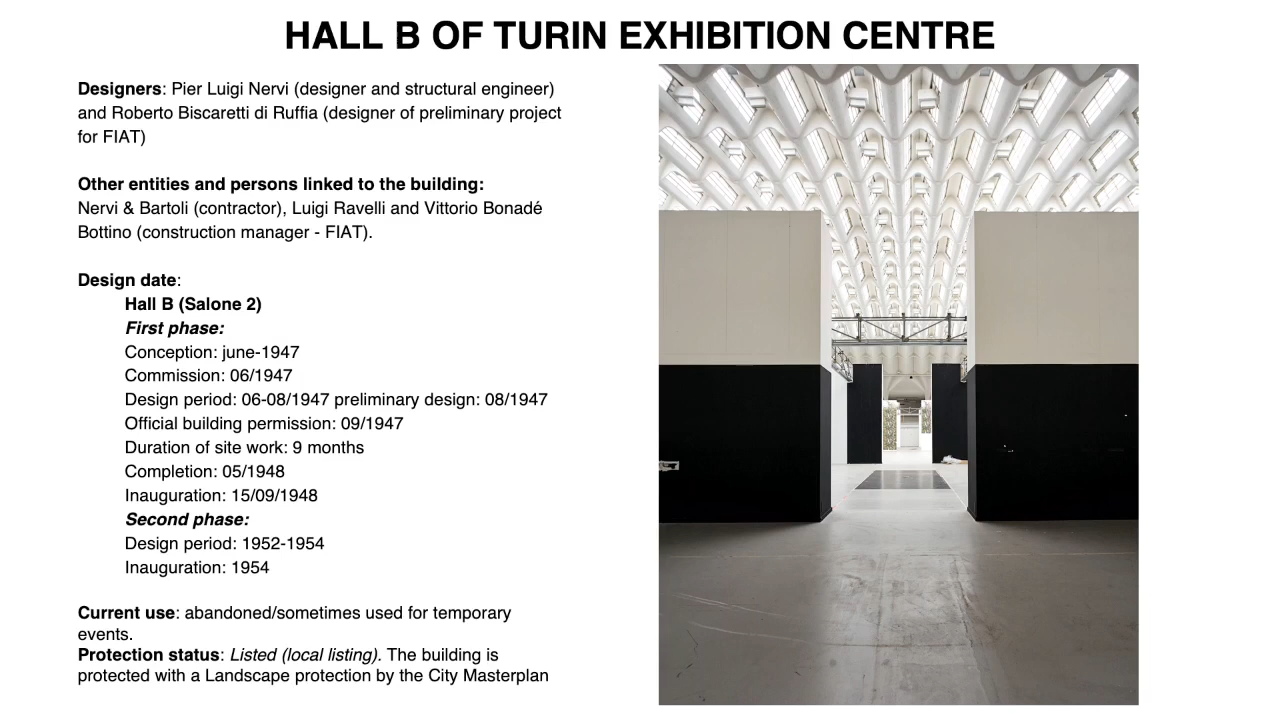 HALL B OF TURIN EXHIBITION CENTRE
Designers: Pier Luigi Nervi (designer and structural engineer)
and Roberto Biscaretti di Ruffia (designer of preliminary project
for FIAT)
Other entities and persons linked to the building:
Nervi & Bartoli (contractor), Luigi Ravelli and Vittorio Bonadé
Bottino (construction manager - FIAT).
Design date:
Hall B (Salone 2)
First phase:
Conception: june-1947
Commission: 06/1947
Design period: 06-08/1947 preliminary design: 08/1947
Official building permission: 09/1947
Duration of site work: 9 months
Completion: 05/1948
Inauguration: 15/09/1948
Second phase:
Design period: 1952-1954
Inauguration: 1954
Current use: abandoned/sometimes used for temporary
events.
Protection status: Listed (local listing). The building is
protected with a Landscape protection by the City Masterplan